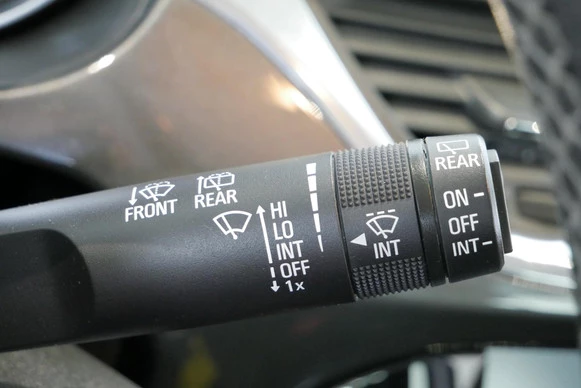 FRONT
REAR
HI
LO
INT
OFF
1x
INT
REAR
ON
OFF
INT